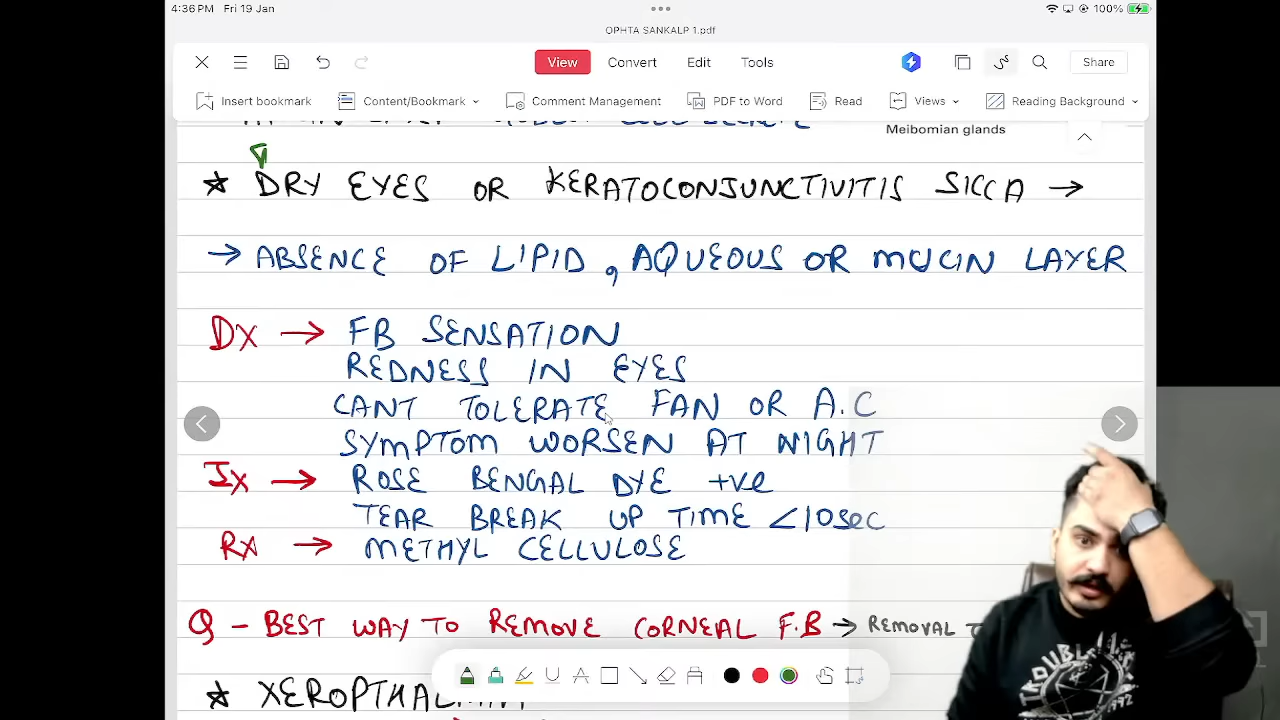 4:36 PM Fri 19 Jan
100%
OPHTA SANKALP 1.pdf
View Convert Edit Tools Share
Insert bookmark Content/Bookmark Comment Management PDF to Word Read Views Reading Background
Meibomian glands
★ DRY EYES OR KERATOCONJUNCTIVITIS SICCA →
→ ABSENCE OF LIPID, AQUEOUS OR MUCIN LAYER
DX → FB SENSATION
REDNESS IN EYES
CANT TOLERATE FAN OR A.C
SYMPTOM WORSEN AT NIGHT
IX → ROSE BENGAL DYE +ve
TEAR BREAK UP TIME <10sec
RX → METHYL CELLULOSE
Q - BEST WAY TO REMOVE CORNEAL F.B → REMOVAL
★
1992